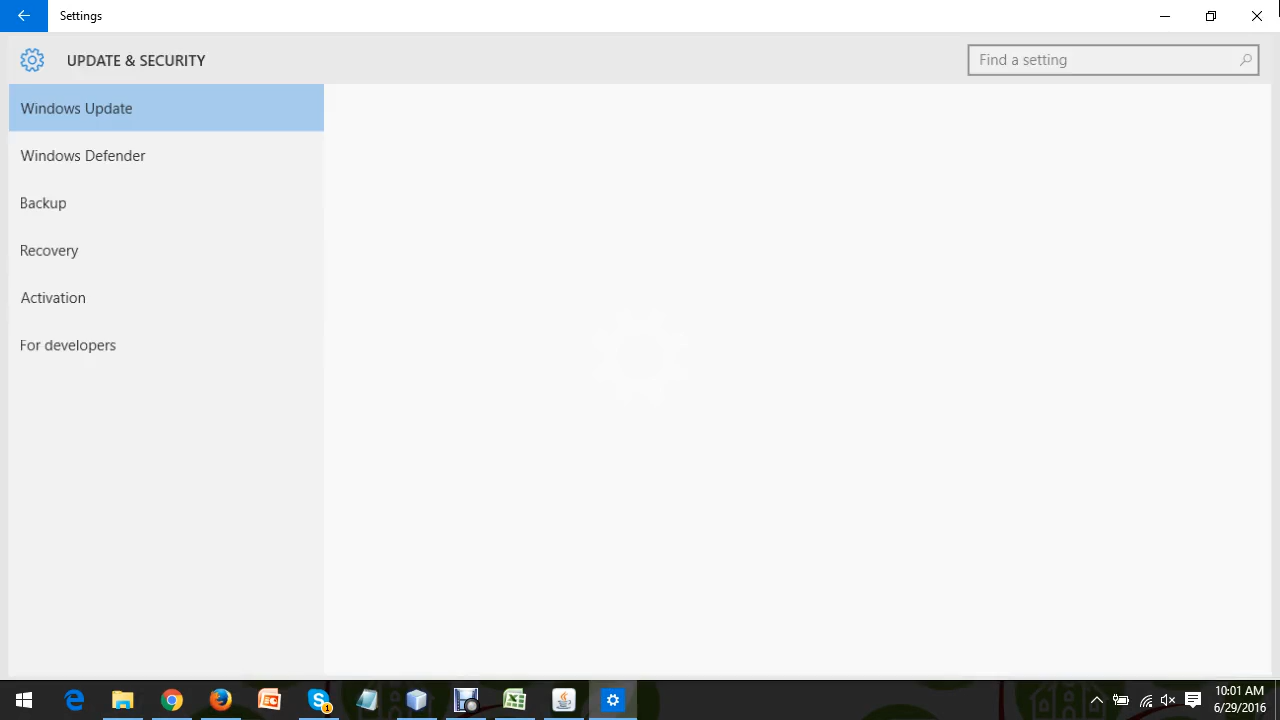 Settings
UPDATE & SECURITY
Find a setting
Windows Update
Windows Defender
Backup
Recovery
Activation
For developers
1
10:01 AM
6/29/2016